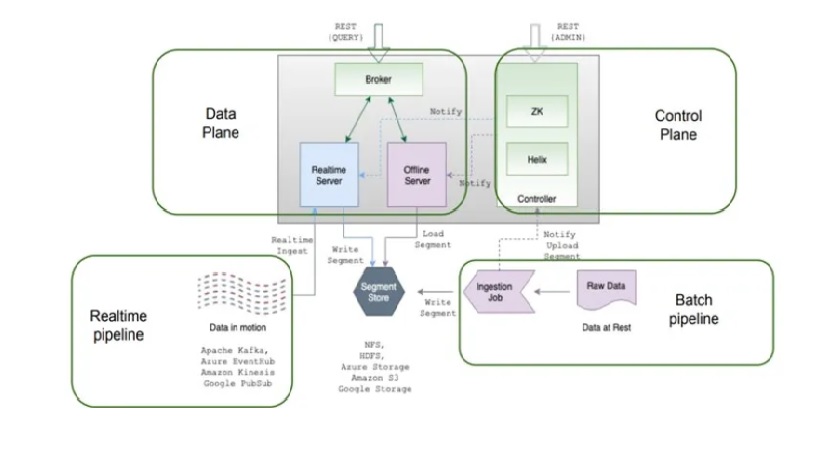 REST
(QUERY)
REST
(ADMIN)
Data
Plane
Broker
Notify
ZK
Control
Plane
Realtime
Server
Offline
Server
Helix
Notify
Controller
Realtime
Ingest
Write
Segment
Load
Segment
Notify
Upload
Segment
Realtime
pipeline
Data in motion
Apache Kafka,
Azure EventHub
Amazon Kinesis
Google PubSub
Segment
Store
Write
Segment
Ingestion
Job
Raw Data
Data at Rest
Batch
pipeline
NFS,
HDFS,
Azure Storage
Amazon S3
Google Storage